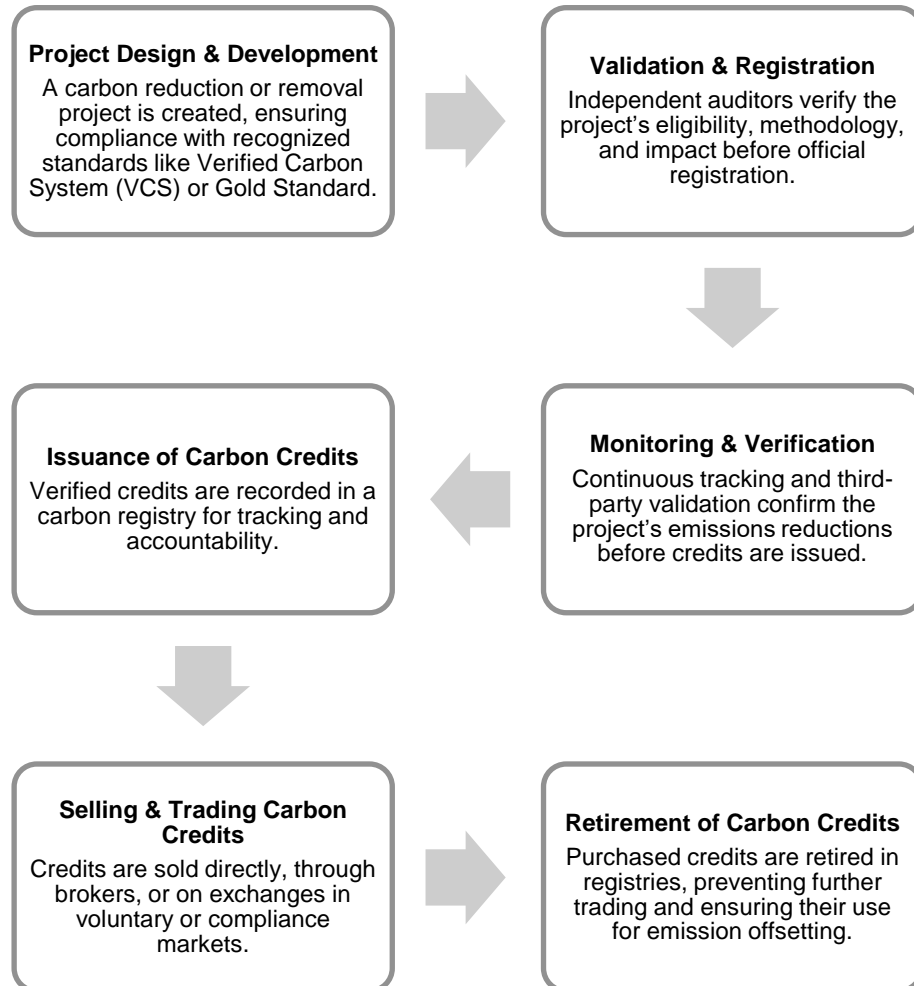 Project Design & Development
A carbon reduction or removal
project is created, ensuring
compliance with recognized
standards like Verified Carbon
System (VCS) or Gold Standard.
Validation & Registration
Independent auditors verify the
project’s eligibility, methodology,
and impact before official
registration.
Monitoring & Verification
Continuous tracking and third-
party validation confirm the
project’s emissions reductions
before credits are issued.
Issuance of Carbon Credits
Verified credits are recorded in a
carbon registry for tracking and
accountability.
Selling & Trading Carbon
Credits
Credits are sold directly, through
brokers, or on exchanges in
voluntary or compliance
markets.
Retirement of Carbon Credits
Purchased credits are retired in
registries, preventing further
trading and ensuring their use
for emission offsetting.